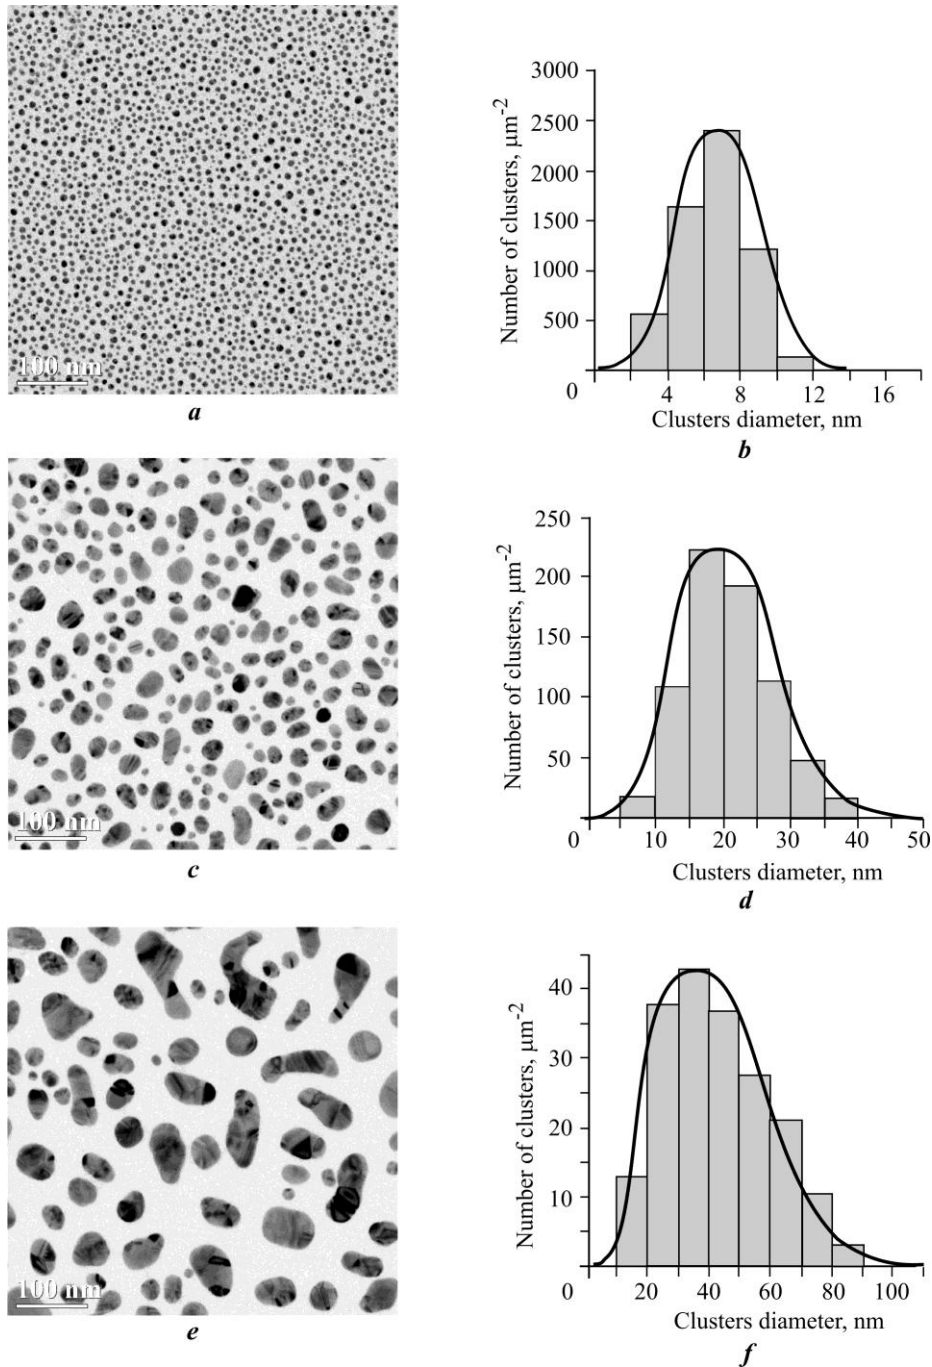 100 nm
a
3000
2500
2000
1500
1000
500
0
4
8
12
16
Number of clusters, μm⁻²
Clusters diameter, nm
b
100 nm
c
250
200
150
100
50
0
10
20
30
40
50
Number of clusters, μm⁻²
Clusters diameter, nm
d
100 nm
e
40
30
20
10
0
20
40
60
80
100
Number of clusters, μm⁻²
Clusters diameter, nm
f